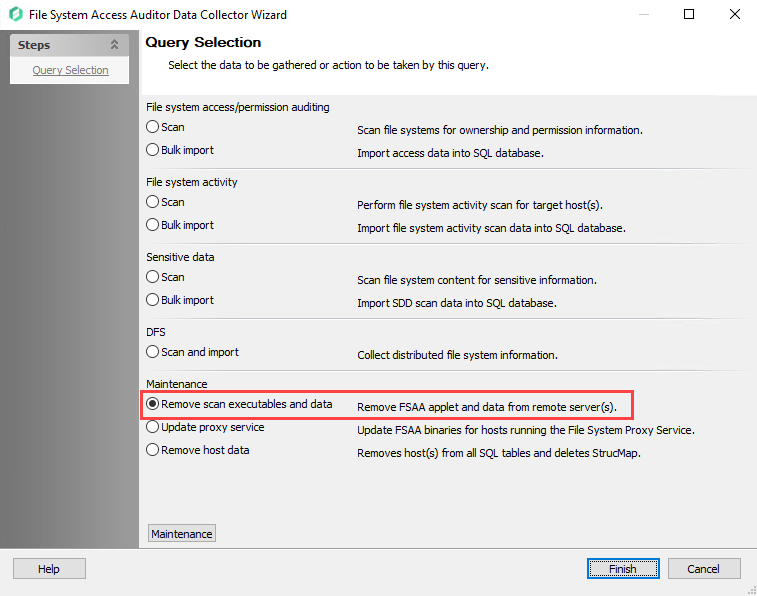 File System Access Auditor Data Collector Wizard
Steps
Query Selection
Query Selection
Select the data to be gathered or action to be taken by this query.
File system access/permission auditing
Scan Scan file systems for ownership and permission information.
Bulk import Import access data into SQL database.
File system activity
Scan Perform file system activity scan for target host(s).
Bulk import Import file system activity scan data into SQL database.
Sensitive data
Scan Scan file system content for sensitive information.
Bulk import Import SDD scan data into SQL database.
DFS
Scan and import Collect distributed file system information.
Maintenance
Remove scan executables and data Remove FSAA applet and data from remote server(s).
Update proxy service Update FSAA binaries for hosts running the File System Proxy Service.
Remove host data Removes host(s) from all SQL tables and deletes StrucMap.
Maintenance
Help Finish Cancel